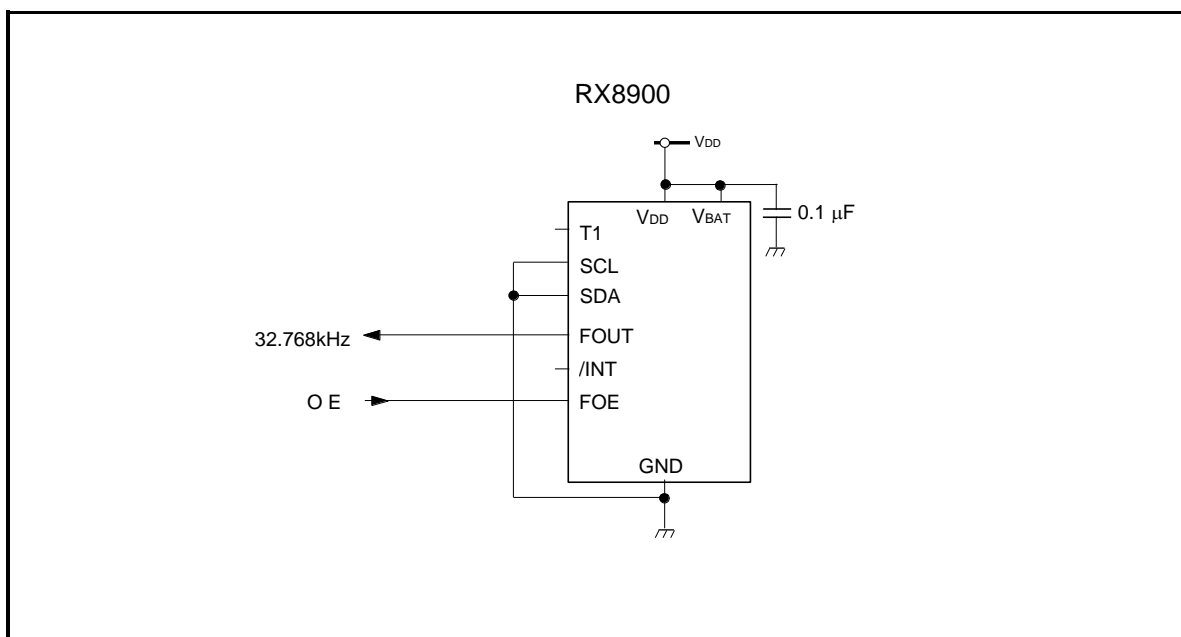 RX8900
VDD
VDD VBAT
0.1 μF
T1
SCL
SDA
32.768kHz FOUT
/INT
O E FOE
GND